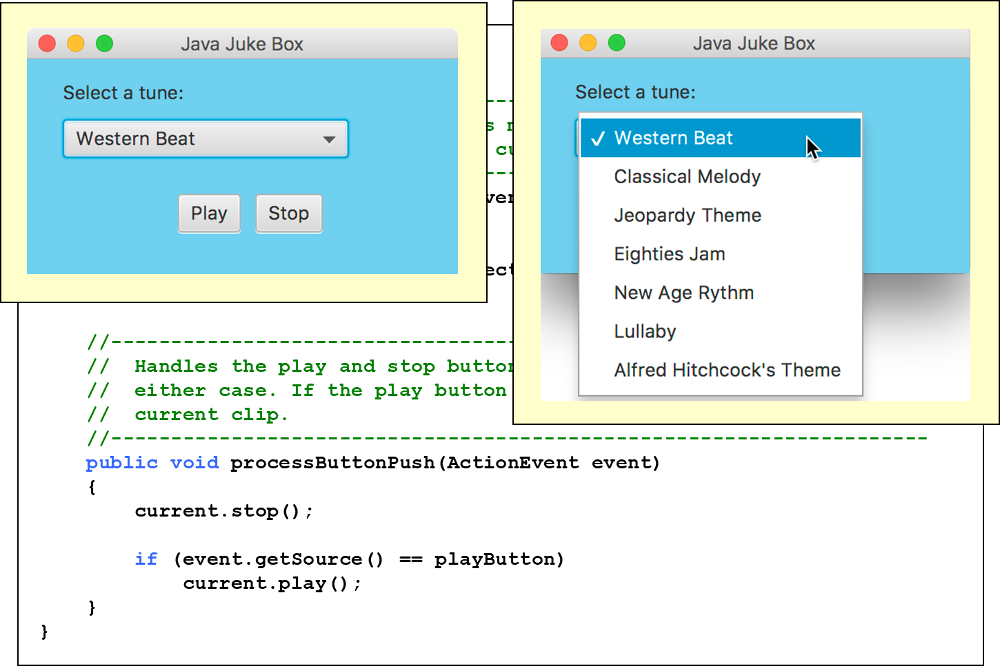 Java Juke Box
Select a tune:
Western Beat
Play Stop
Java Juke Box
Select a tune:
✓ Western Beat
Classical Melody
Jeopardy Theme
Eighties Jam
New Age Rythm
Lullaby
Alfred Hitchcock's Theme
//----------------------------------
// Handles the play and stop button
// either case. If the play button
// current clip.
//--------------------------------------------------------------------
public void processButtonPush(ActionEvent event)
{
current.stop();
if (event.getSource() == playButton)
current.play();
}
}